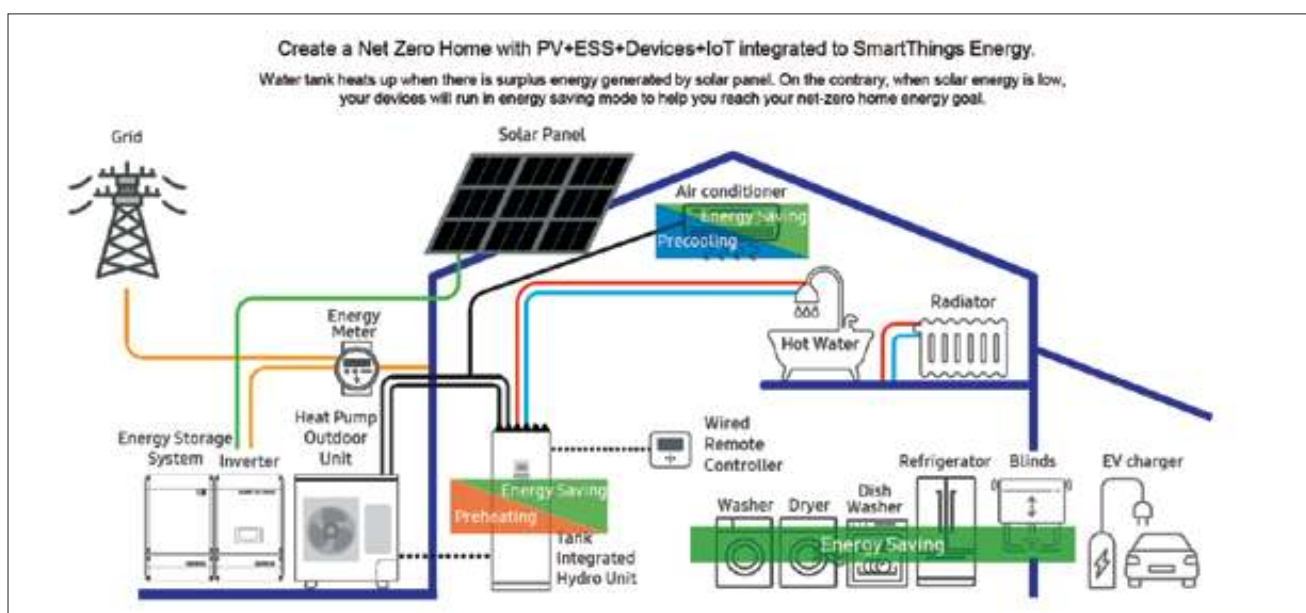 Create a Net Zero Home with PV+ESS+Devices+IoT integrated to SmartThings Energy.
Water tank heats up when there is surplus energy generated by solar panel. On the contrary, when solar energy is low,
your devices will run in energy saving mode to help you reach your net-zero home energy goal.
Grid
Solar Panel
Air conditioner
Energy Saving
Precooling
Energy
Meter
Radiator
Hot Water
Heat Pump
Outdoor
Unit
Energy Storage
System
Inverter
Wired
Remote
Controller
Energy Saving
Preheating
Tank
Integrated
Hydro Unit
Washer
Dryer
Dish
Washer
Refrigerator
Blinds
EV charger
Energy Saving